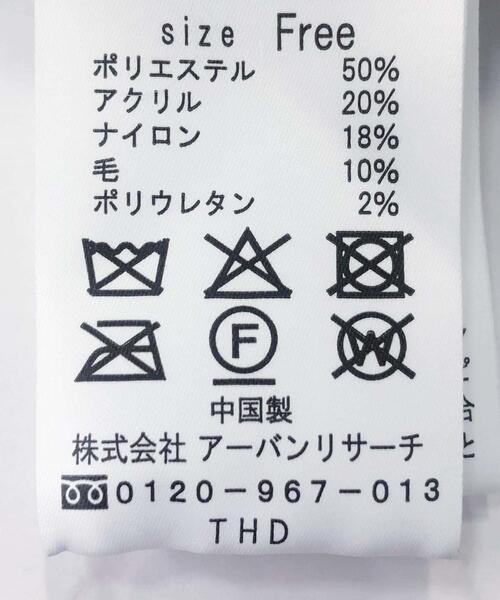 size Free
ポリエステル 50%
アクリル 20%
ナイロン 18%
毛 10%
ポリウレタン 2%
F W
中国製
株式会社 アーバンリサーチ
0120-967-013
THD